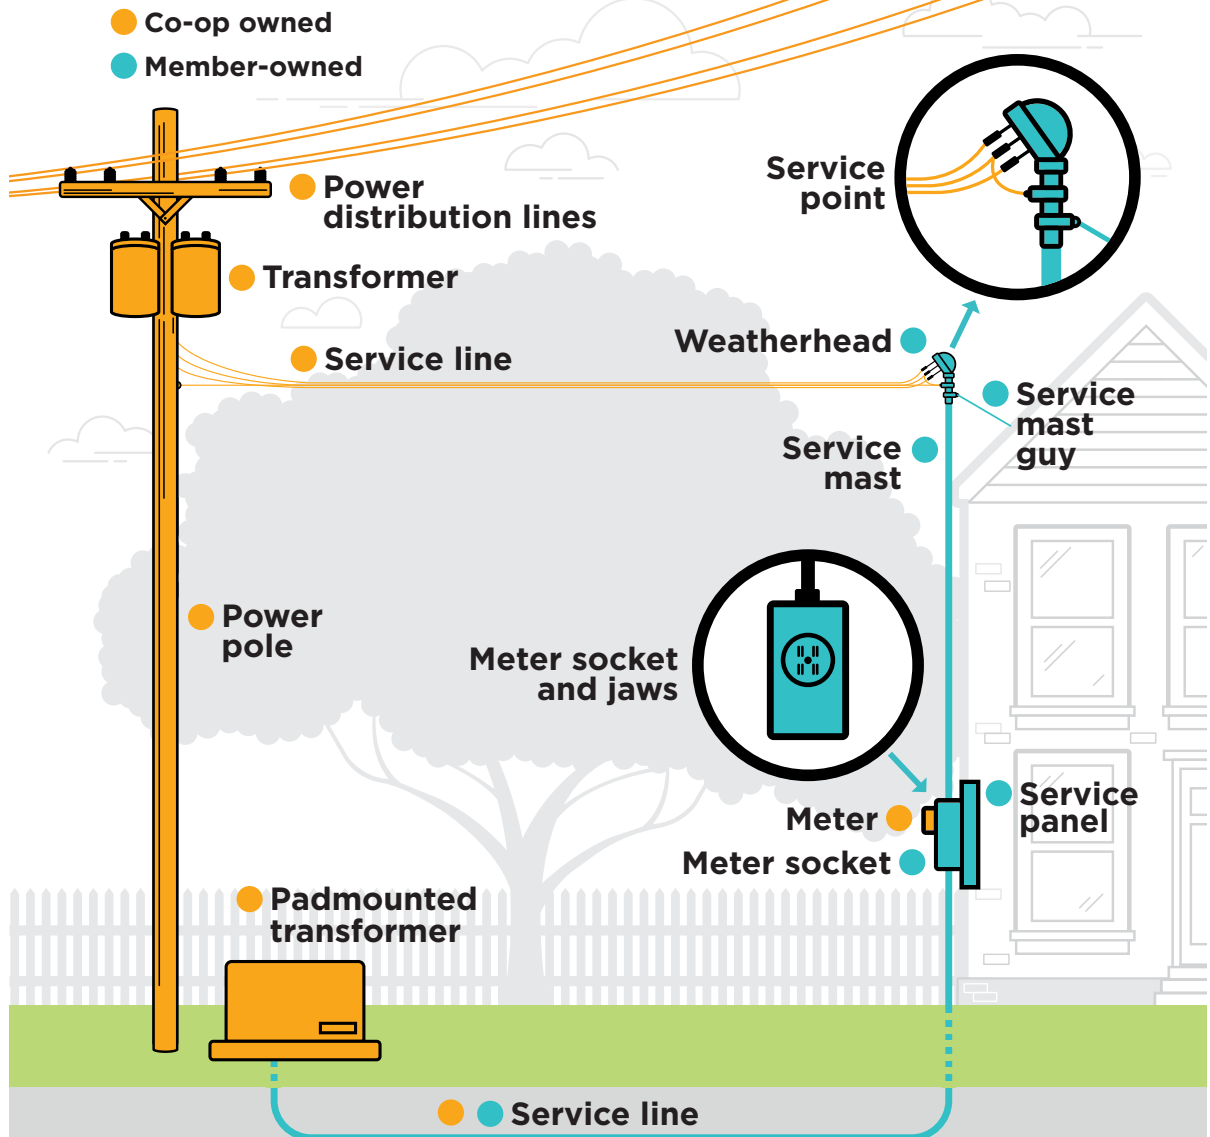 Co-op owned
Member-owned
Power
distribution lines
Service
point
Transformer
Weatherhead
Service line
Service
mast
guy
Service
mast
Power
pole
Meter socket
and jaws
Service
panel
Meter
Meter socket
Padmounted
transformer
Service line